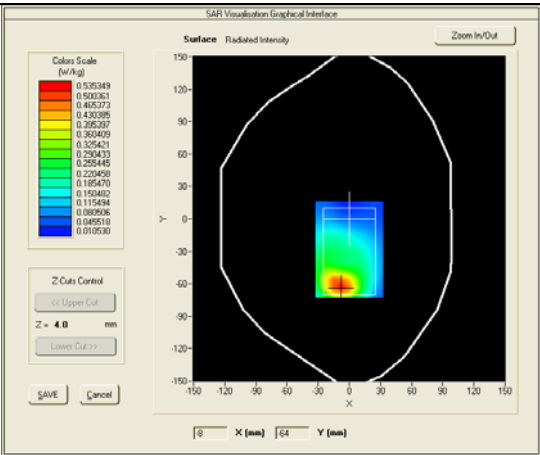 SAR Visualisation Graphical Interface
Surface Radiated Intensity
Zoom In/Out
Colors Scale
(W/kg)
0.535349
0.500361
0.465373
0.430385
0.395397
0.360409
0.325421
0.290433
0.255445
0.220458
0.185470
0.150482
0.115494
0.080506
0.045518
0.010530
Z-Cuts Control
<< Upper Cut
Z = 4.0 mm
Lower Cut >>
SAVE Cancel
150
120
90
60
30
0
-30
-60
-90
-120
-150
Y
-150 -120 -90 -60 -30 0 30 60 90 120 150
X
-8 X (mm) -64 Y (mm)